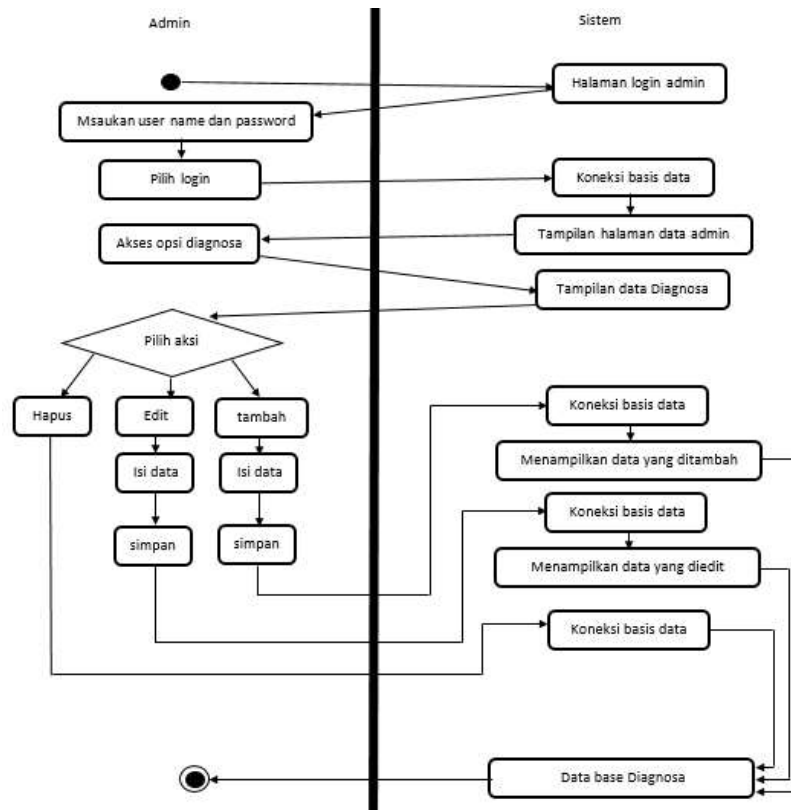 Admin
Sistem
Halaman login admin
Msaukan user name dan password
Pilih login
Koneksi basis data
Tampilan halaman data admin
Akses opsi diagnosa
Tampilan data Diagnosa
Pilih aksi
Hapus
Edit
tambah
Isi data
Isi data
simpan
simpan
Koneksi basis data
Menampilkan data yang ditambah
Koneksi basis data
Menampilkan data yang diedit
Koneksi basis data
Data base Diagnosa